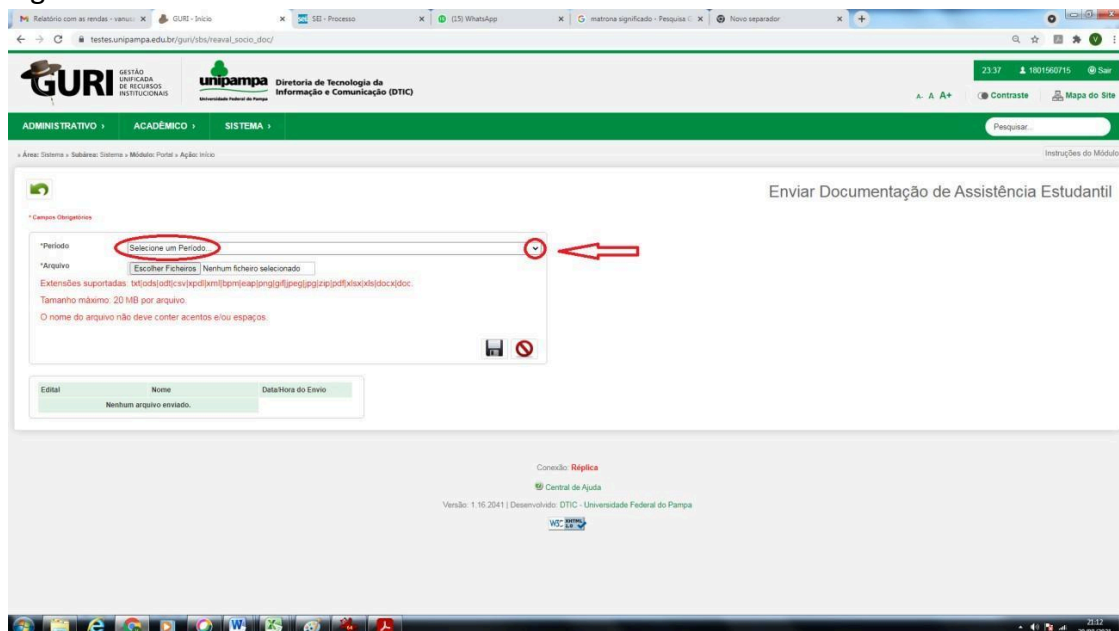 Relatório com as rendas - vanus
GURI - Início
SEI - Processo
(15) WhatsApp
matrona significado - Pesquisa
Novo separador
testes.unipampa.edu.br/guri/sbs/reaval_socio_doc/
GURI
GESTÃO
UNIFICADA
DE RECURSOS
INSTITUCIONAIS
unipampa
Universidade Federal do Pampa
Diretoria de Tecnologia da
Informação e Comunicação (DTIC)
23:37 1801560715 Sair
A- A A+ Contraste Mapa do Site
ADMINISTRATIVO › ACADÊMICO › SISTEMA ›
Pesquisar...
» Área: Sistema » Subárea: Sistema » Módulo: Portal » Ação: Início
Instruções do Módulo
Enviar Documentação de Assistência Estudantil
* Campos Obrigatórios
*Período Selecione um Período...
*Arquivo Escolher Ficheiros Nenhum ficheiro selecionado
Extensões suportadas: txt|ods|odt|csv|xpdl|xml|bpm|eap|png|gif|jpeg|jpg|zip|pdf|xlsx|xls|docx|doc.
Tamanho máximo: 20 MB por arquivo.
O nome do arquivo não deve conter acentos e/ou espaços.
Edital Nome Data/Hora do Envio
Nenhum arquivo enviado.
Conexão: Réplica
Central de Ajuda
Versão: 1.16.2041 | Desenvolvido: DTIC - Universidade Federal do Pampa
W3C XHTML 1.0
21:12